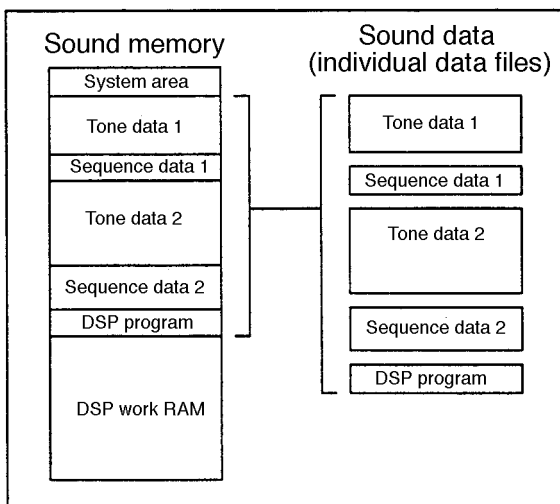 Sound memory
System area
Tone data 1
Sequence data 1
Tone data 2
Sequence data 2
DSP program
DSP work RAM
Sound data
(individual data files)
Tone data 1
Sequence data 1
Tone data 2
Sequence data 2
DSP program